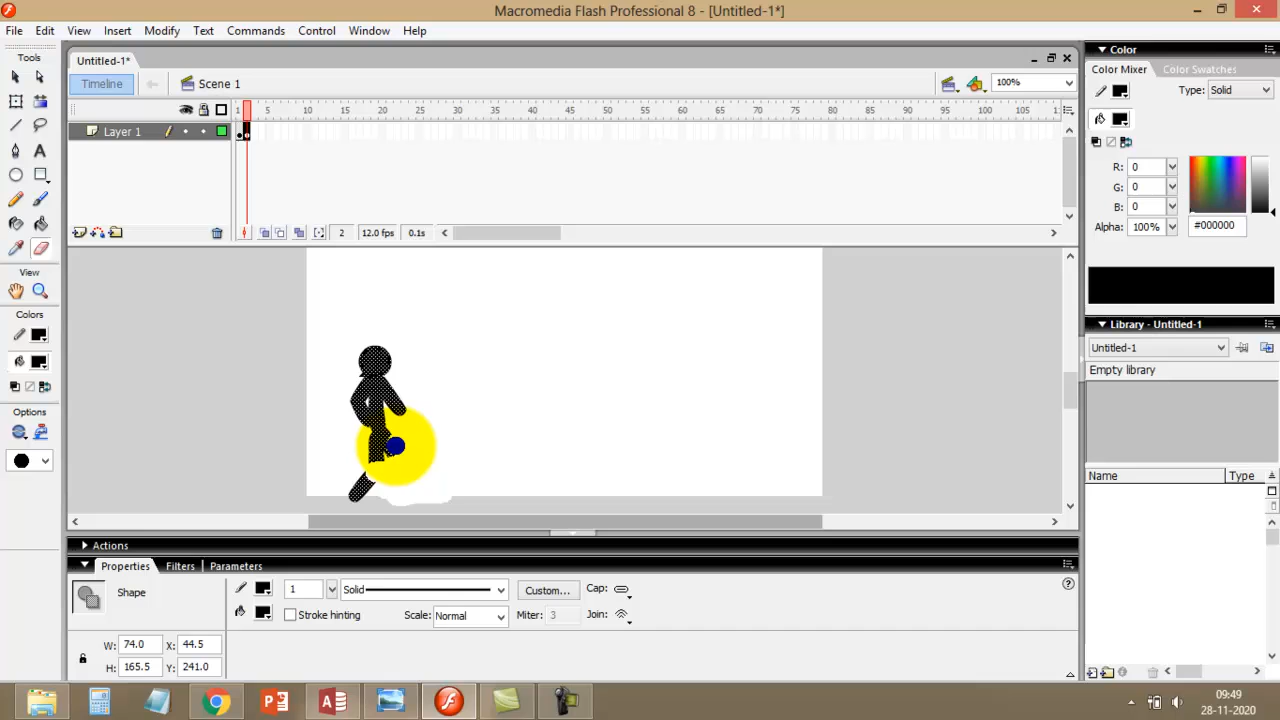 Macromedia Flash Professional 8 - [Untitled-1*]
File Edit View Insert Modify Text Commands Control Window Help
Tools
Untitled-1*
Timeline
Scene 1
100%
1 5 10 15 20 25 30 35 40 45 50 55 60 65 70 75 80 85 90 95 100 105
Layer 1
2 12.0 fps 0.1s
View
Colors
Options
Color
Color Mixer Color Swatches
Type: Solid
R: 0
G: 0
B: 0
Alpha: 100% #000000
Library - Untitled-1
Untitled-1
Empty library
Name Type
Actions
Properties Filters Parameters
Shape
1 Solid Custom... Cap:
Stroke hinting Scale: Normal Miter: 3 Join:
W: 74.0 X: 44.5
H: 165.5 Y: 241.0
09:49
28-11-2020